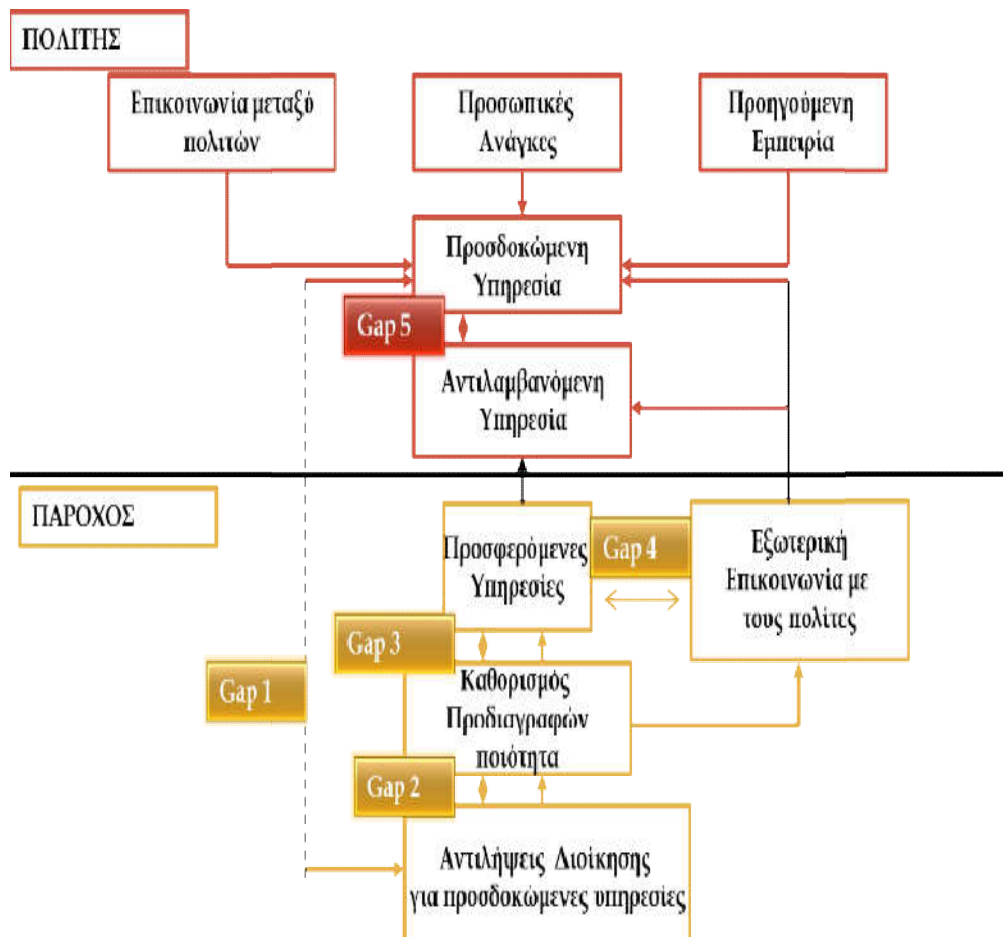 ΠΟΛΙΤΗΣ
Επικοινωνία μεταξύ
πολιτών
Προσωπικές
Ανάγκες
Προηγούμενη
Εμπειρία
Προσδοκώμενη
Υπηρεσία
Gap 5
Αντιλαμβανόμενη
Υπηρεσία
ΠΑΡΟΧΟΣ
Προσφερόμενες
Υπηρεσίες
Gap 4
Εξωτερική
Επικοινωνία με
τους πολίτες
Gap 3
Gap 1
Καθορισμός
Προδιαγραφών
ποιότητα
Gap 2
Αντιλήψεις Διοίκησης
για προσδοκώμενες υπηρεσίες